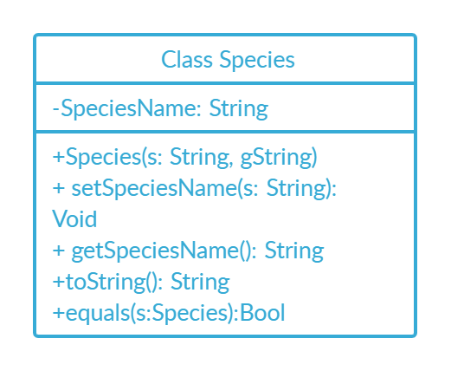 Class Species
-SpeciesName: String
+Species(s: String, gString)
+ setSpeciesName(s: String):
Void
+ getSpeciesName(): String
+toString(): String
+equals(s:Species):Bool